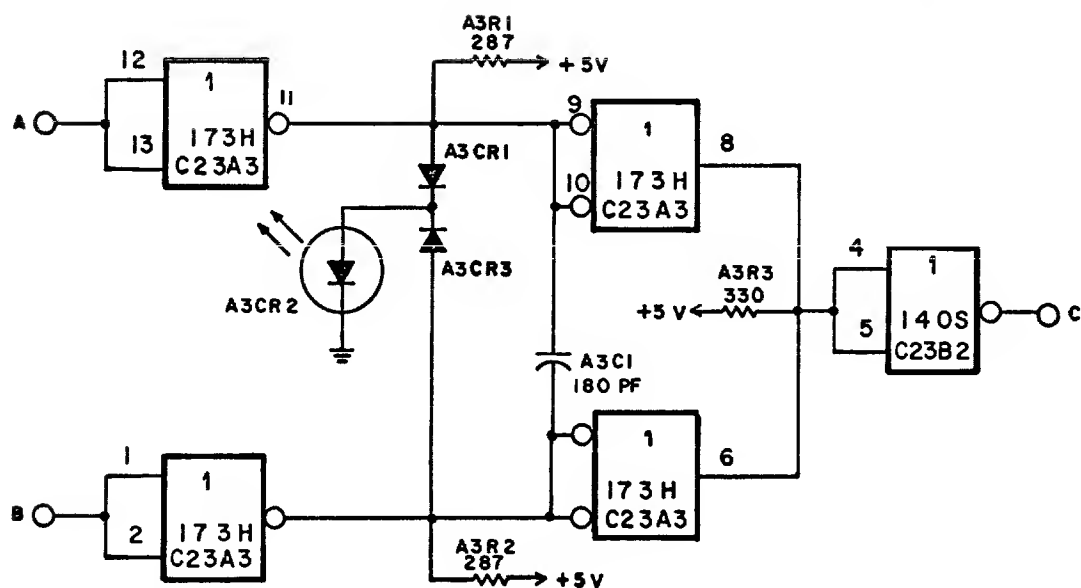 A3R1
287
+5V
12
1
11
A
173H
13
C23A3
9
1
8
A3CR1
10
173H
C23A3
A3CR3
A3CR2
A3R3
330
+5V
4
1
5
140S
C23B2
C
A3C1
180 PF
1
1
1
6
B
2
173H
C23A3
173H
C23A3
A3R2
287
+5V